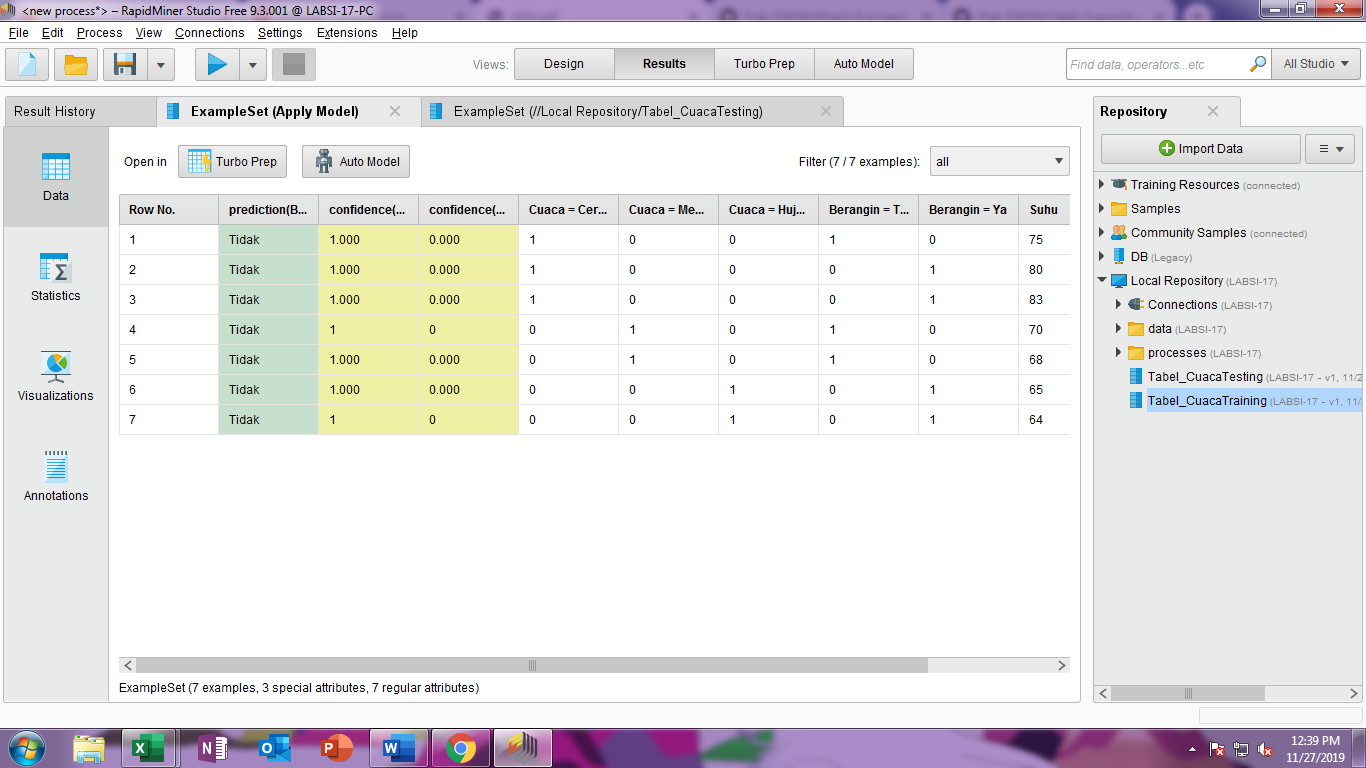 <new process*> – RapidMiner Studio Free 9.3.001 @ LABSI-17-PC
File Edit Process View Connections Settings Extensions Help
Views: Design Results Turbo Prep Auto Model Find data, operators...etc All Studio
Result History ExampleSet (Apply Model) ExampleSet (//Local Repository/Tabel_CuacaTesting)
Data
Statistics
Visualizations
Annotations
Open in Turbo Prep Auto Model Filter (7 / 7 examples): all
Row No. prediction(B... confidence(... confidence(... Cuaca = Cer... Cuaca = Me... Cuaca = Huj... Berangin = T... Berangin = Ya Suhu
1 Tidak 1.000 0.000 1 0 0 1 0 75
2 Tidak 1.000 0.000 1 0 0 0 1 80
3 Tidak 1.000 0.000 1 0 0 0 1 83
4 Tidak 1 0 0 1 0 1 0 70
5 Tidak 1.000 0.000 0 1 0 1 0 68
6 Tidak 1.000 0.000 0 0 1 0 1 65
7 Tidak 1 0 0 0 1 0 1 64
ExampleSet (7 examples, 3 special attributes, 7 regular attributes)
Repository
Import Data
Training Resources (connected)
Samples
Community Samples (connected)
DB (Legacy)
Local Repository (LABSI-17)
Connections (LABSI-17)
data (LABSI-17)
processes (LABSI-17)
Tabel_CuacaTesting (LABSI-17 - v1, 11/2
Tabel_CuacaTraining (LABSI-17 - v1, 11/
12:39 PM
11/27/2019